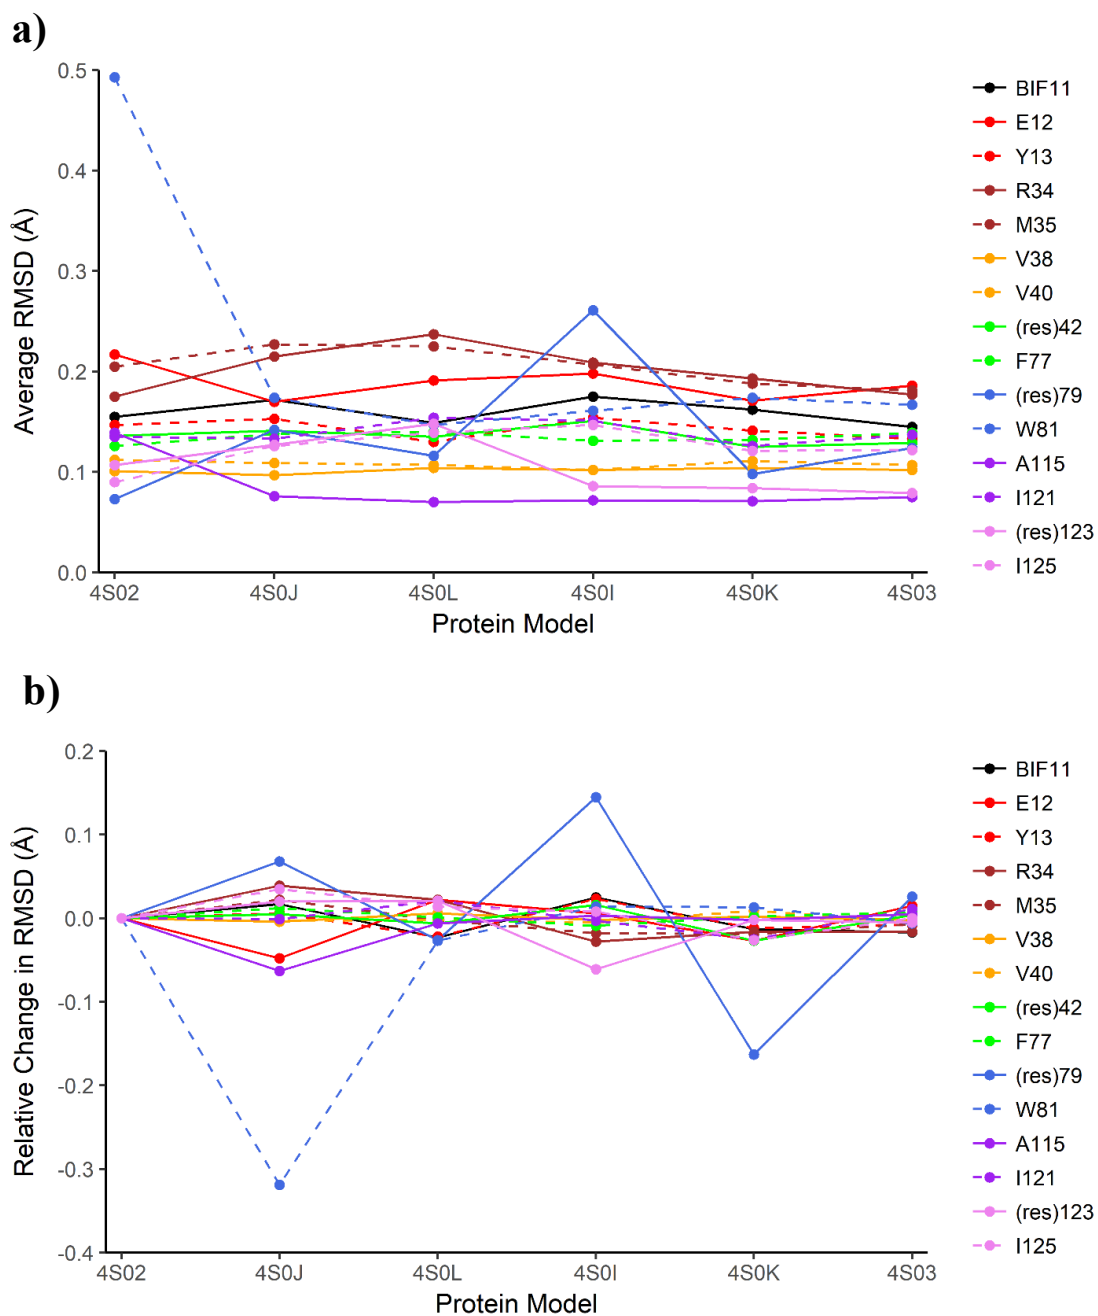 a)
Average RMSD (Å)
0.5
0.4
0.3
0.2
0.1
0.0
4S02 4S0J 4S0L 4S0I 4S0K 4S03
Protein Model
BIF11
E12
Y13
R34
M35
V38
V40
(res)42
F77
(res)79
W81
A115
I121
(res)123
I125
b)
Relative Change in RMSD (Å)
0.2
0.1
0.0
-0.1
-0.2
-0.3
-0.4
4S02 4S0J 4S0L 4S0I 4S0K 4S03
Protein Model
BIF11
E12
Y13
R34
M35
V38
V40
(res)42
F77
(res)79
W81
A115
I121
(res)123
I125